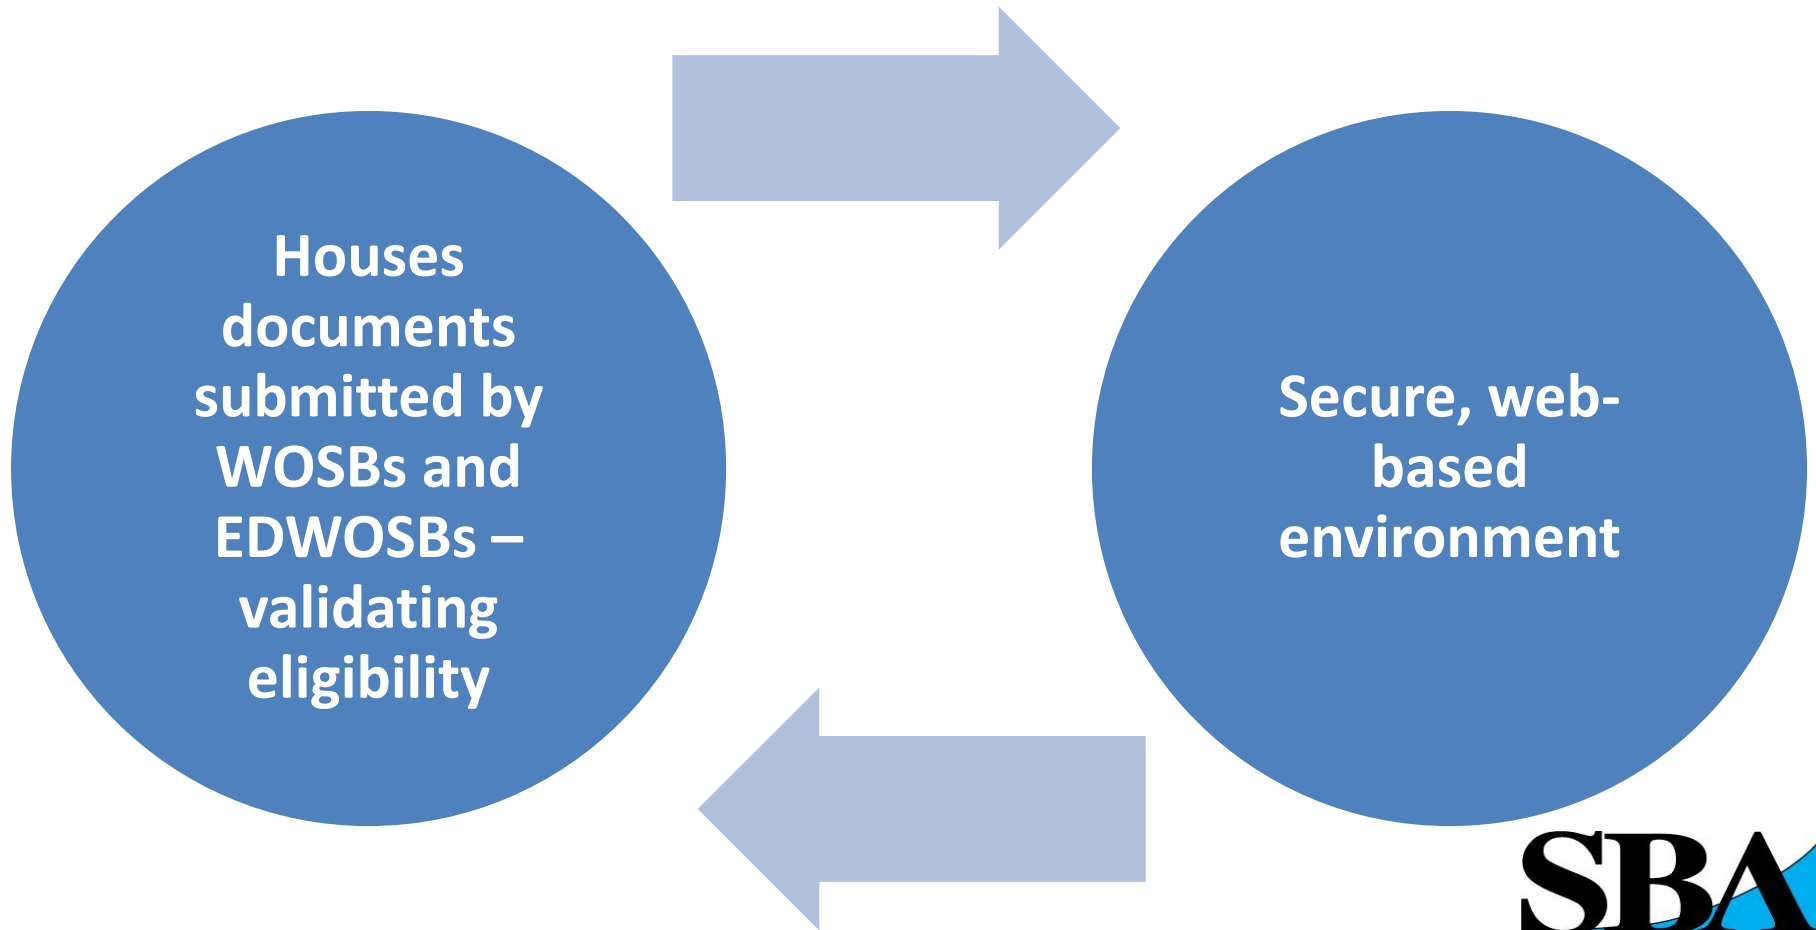 Houses
documents
submitted by
WOSBs and
EDWOSBs –
validating
eligibility
Secure, web-
based
environment
SBA